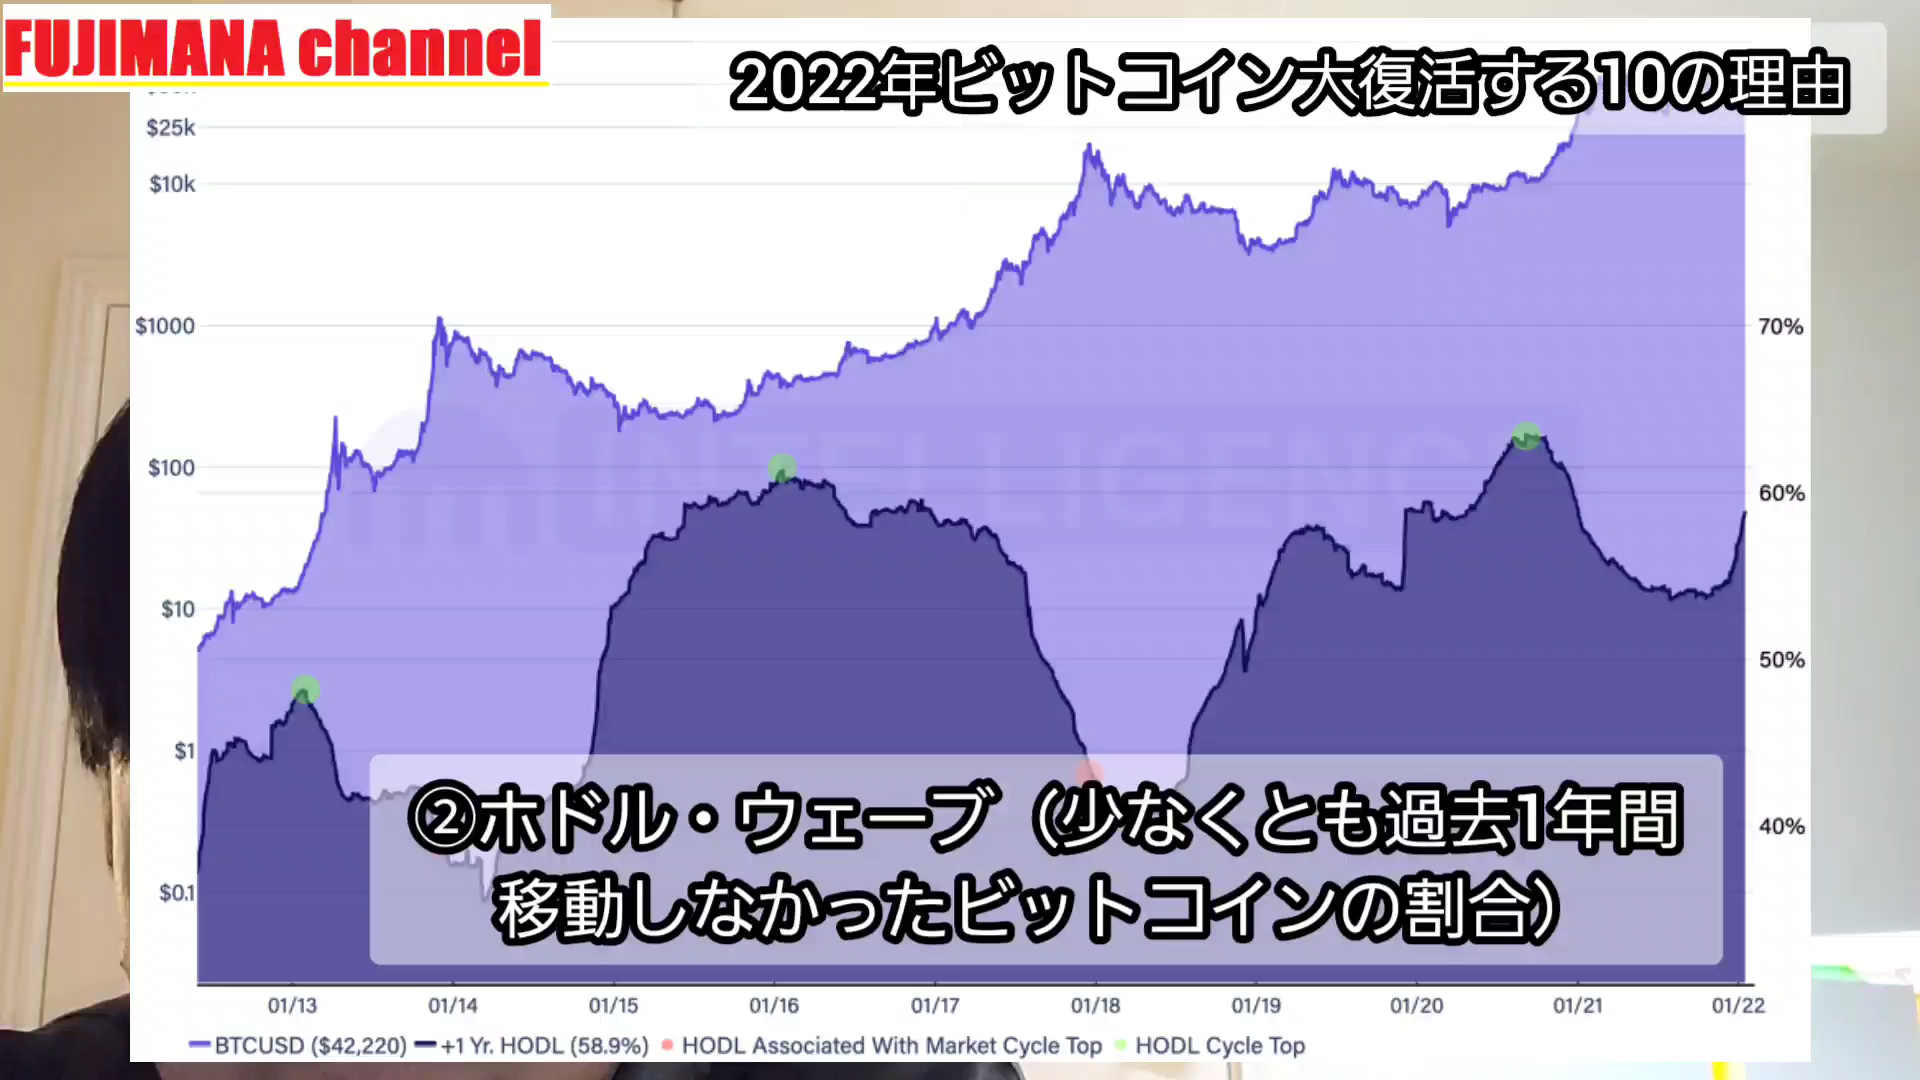 FUJIMANA channel
2022年ビットコイン大復活する10の理由
$25k
$10k
$1000
$100
$10
$1
$0.1
70%
60%
50%
40%
INTELLIGENC
②ホドル・ウェーブ（少なくとも過去1年間
移動しなかったビットコインの割合）
01/13 01/14 01/15 01/16 01/17 01/18 01/19 01/20 01/21 01/22
BTCUSD ($42,220) +1 Yr. HODL (58.9%) HODL Associated With Market Cycle Top HODL Cycle Top